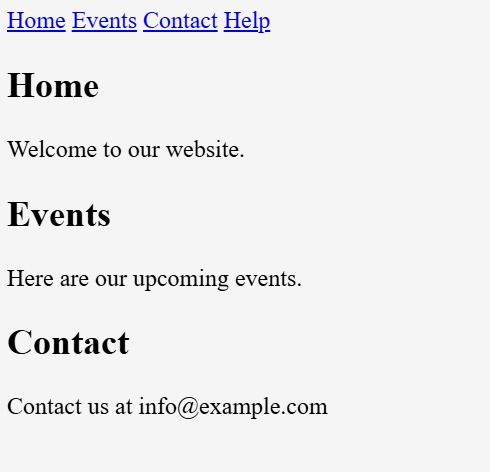 Home Events Contact Help
Home
Welcome to our website.
Events
Here are our upcoming events.
Contact
Contact us at info@example.com